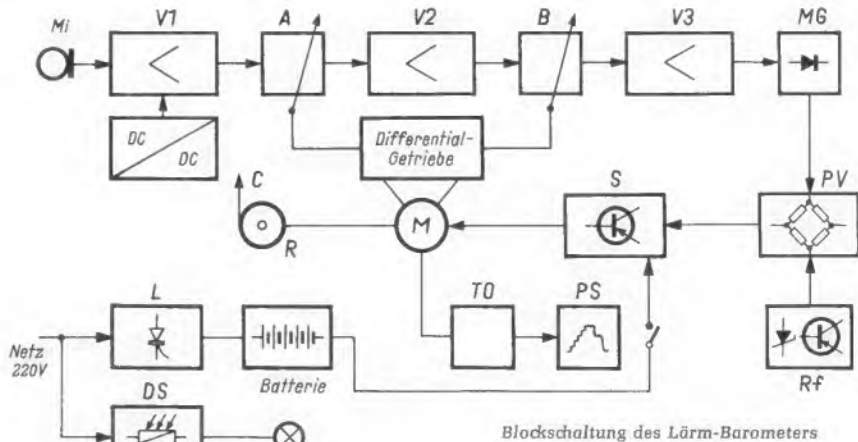 Mi
V1
A
V2
B
V3
MG
DC
DC
Differential-
Getriebe
C
R
M
S
PV
L
TO
PS
Netz
220V
Batterie
Rf
DS
Blockschaltung des Lärm-Barometers